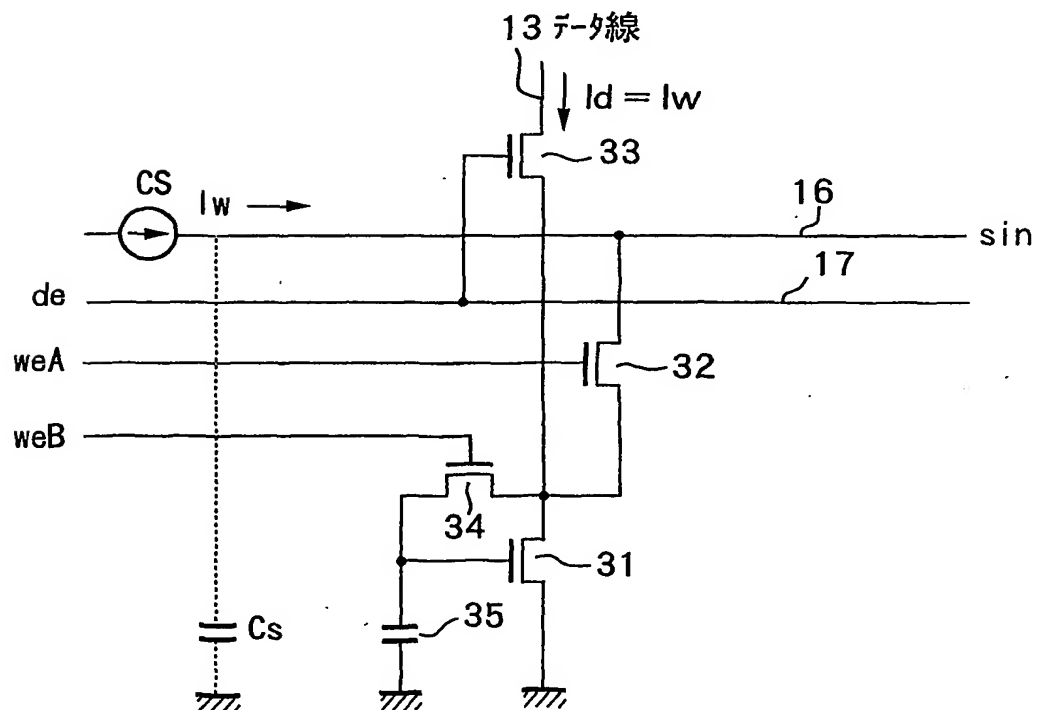 13 データ線
Id = Iw
33
CS
Iw
16
sin
17
de
weA
32
weB
34
31
35
Cs